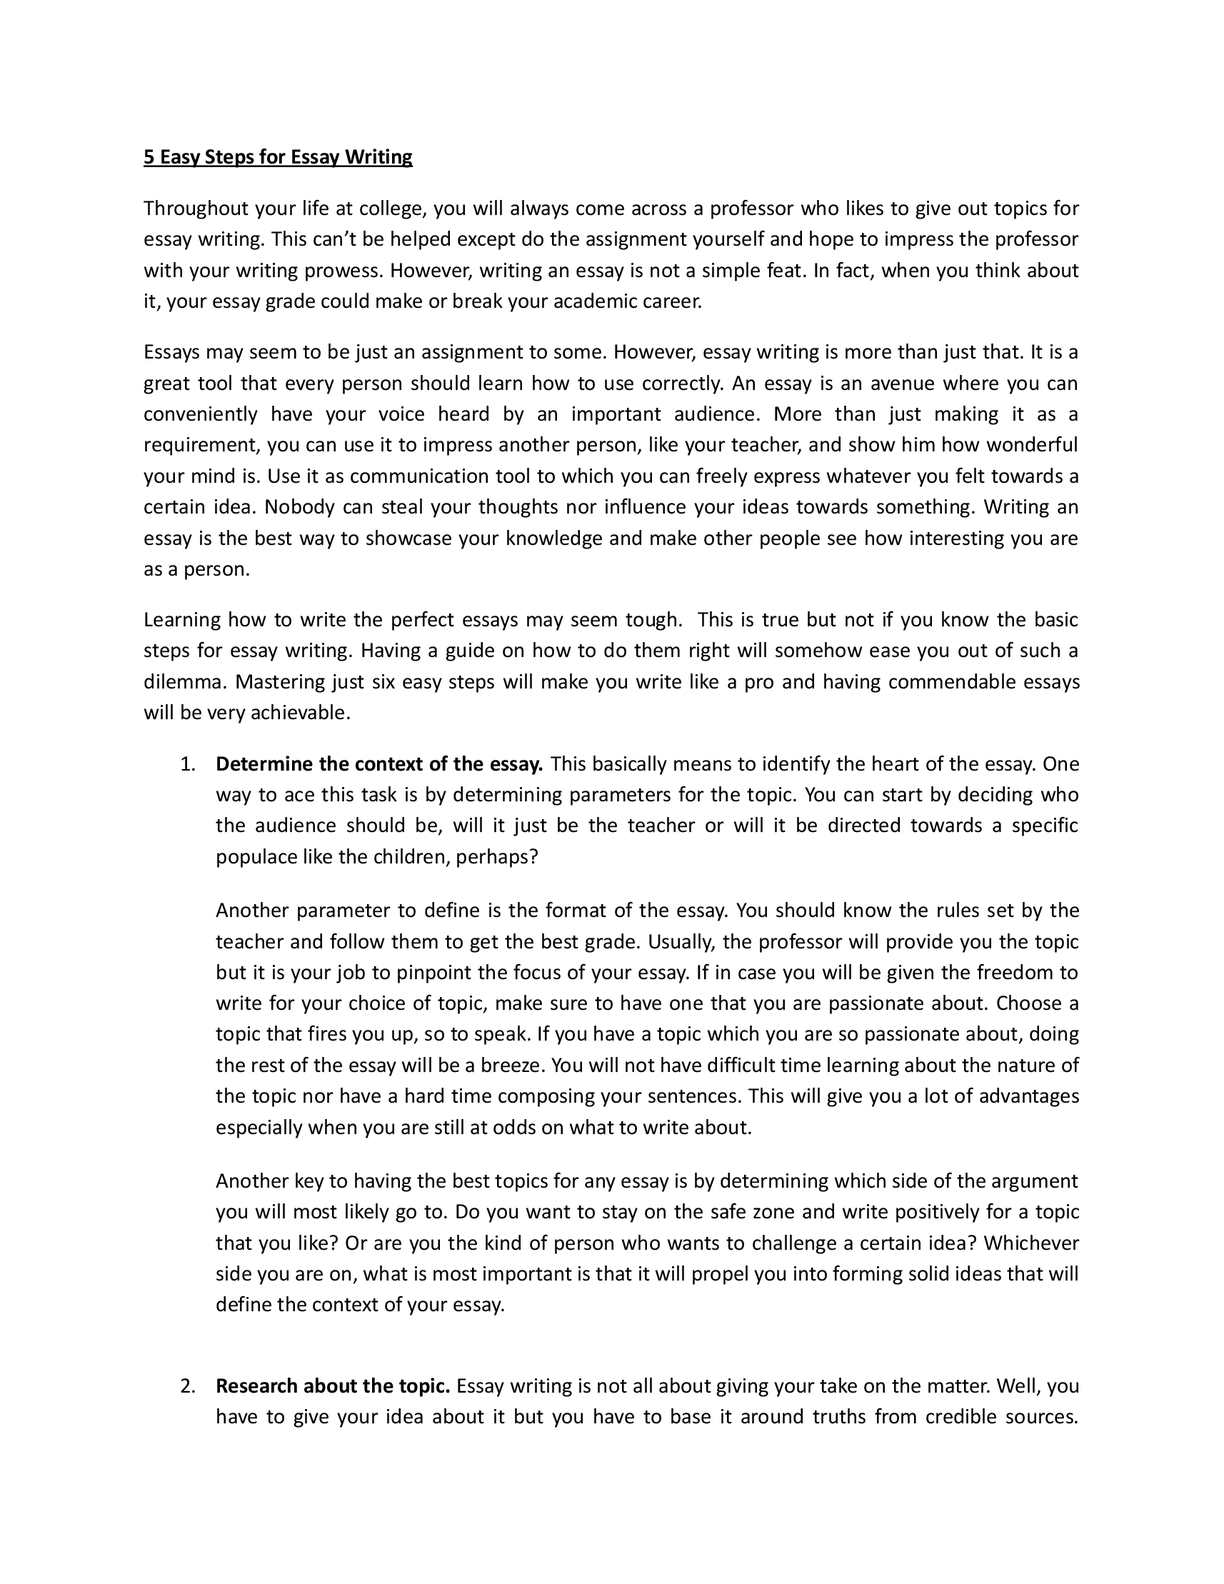 5 Easy Steps for Essay Writing
Throughout your life at college, you will always come across a professor who likes to give out topics for
essay writing. This can’t be helped except do the assignment yourself and hope to impress the professor
with your writing prowess. However, writing an essay is not a simple feat. In fact, when you think about
it, your essay grade could make or break your academic career.
Essays may seem to be just an assignment to some. However, essay writing is more than just that. It is a
great tool that every person should learn how to use correctly. An essay is an avenue where you can
conveniently have your voice heard by an important audience. More than just making it as a
requirement, you can use it to impress another person, like your teacher, and show him how wonderful
your mind is. Use it as communication tool to which you can freely express whatever you felt towards a
certain idea. Nobody can steal your thoughts nor influence your ideas towards something. Writing an
essay is the best way to showcase your knowledge and make other people see how interesting you are
as a person.
Learning how to write the perfect essays may seem tough.  This is true but not if you know the basic
steps for essay writing. Having a guide on how to do them right will somehow ease you out of such a
dilemma. Mastering just six easy steps will make you write like a pro and having commendable essays
will be very achievable.
1. Determine the context of the essay. This basically means to identify the heart of the essay. One
way to ace this task is by determining parameters for the topic. You can start by deciding who
the audience should be, will it just be the teacher or will it be directed towards a specific
populace like the children, perhaps?
Another parameter to define is the format of the essay. You should know the rules set by the
teacher and follow them to get the best grade. Usually, the professor will provide you the topic
but it is your job to pinpoint the focus of your essay. If in case you will be given the freedom to
write for your choice of topic, make sure to have one that you are passionate about. Choose a
topic that fires you up, so to speak. If you have a topic which you are so passionate about, doing
the rest of the essay will be a breeze. You will not have difficult time learning about the nature of
the topic nor have a hard time composing your sentences. This will give you a lot of advantages
especially when you are still at odds on what to write about.
Another key to having the best topics for any essay is by determining which side of the argument
you will most likely go to. Do you want to stay on the safe zone and write positively for a topic
that you like? Or are you the kind of person who wants to challenge a certain idea? Whichever
side you are on, what is most important is that it will propel you into forming solid ideas that will
define the context of your essay.
2. Research about the topic. Essay writing is not all about giving your take on the matter. Well, you
have to give your idea about it but you have to base it around truths from credible sources.